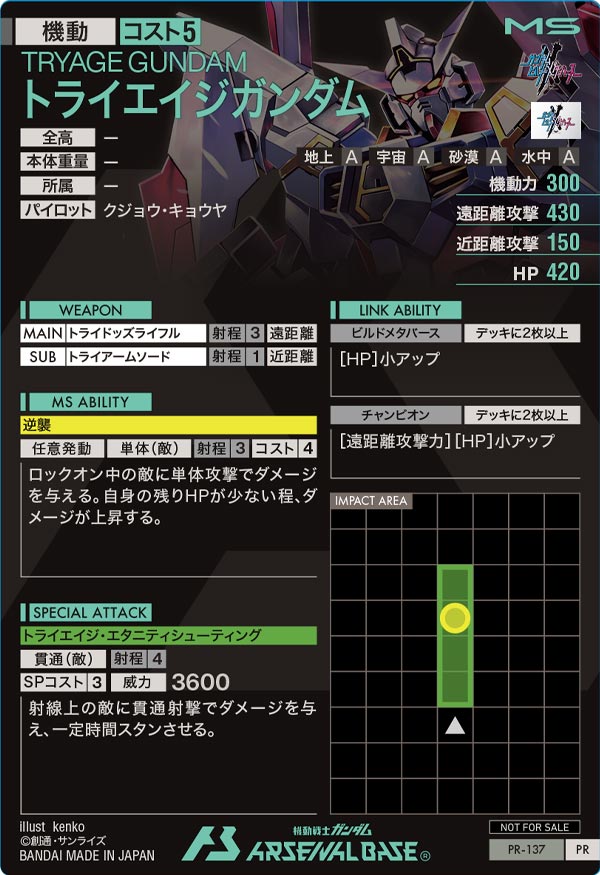 機動 コスト5
MS
TRYAGE GUNDAM
トライエイジガンダム
全高 ー
本体重量 ー
所属 ー
パイロット クジョウ・キョウヤ
地上 A 宇宙 A 砂漠 A 水中 A
機動力 300
遠距離攻撃 430
近距離攻撃 150
HP 420
WEAPON
MAIN トライドッズライフル 射程 3 遠距離
SUB トライアームソード 射程 1 近距離
MS ABILITY
逆襲
任意発動 単体(敵) 射程 3 コスト 4
ロックオン中の敵に単体攻撃でダメージ
を与える。自身の残りHPが少ない程、ダ
メージが上昇する。
SPECIAL ATTACK
トライエイジ・エタニティシューティング
貫通(敵) 射程 4
SPコスト 3 威力 3600
射線上の敵に貫通射撃でダメージを与
え、一定時間スタンさせる。
LINK ABILITY
ビルドメタバース デッキに2枚以上
[HP]小アップ
チャンピオン デッキに2枚以上
[遠距離攻撃力][HP]小アップ
IMPACT AREA
illust kenko
©創通・サンライズ
BANDAI MADE IN JAPAN
機動戦士ガンダム
AB ARSENAL BASE®
NOT FOR SALE
PR-137 PR